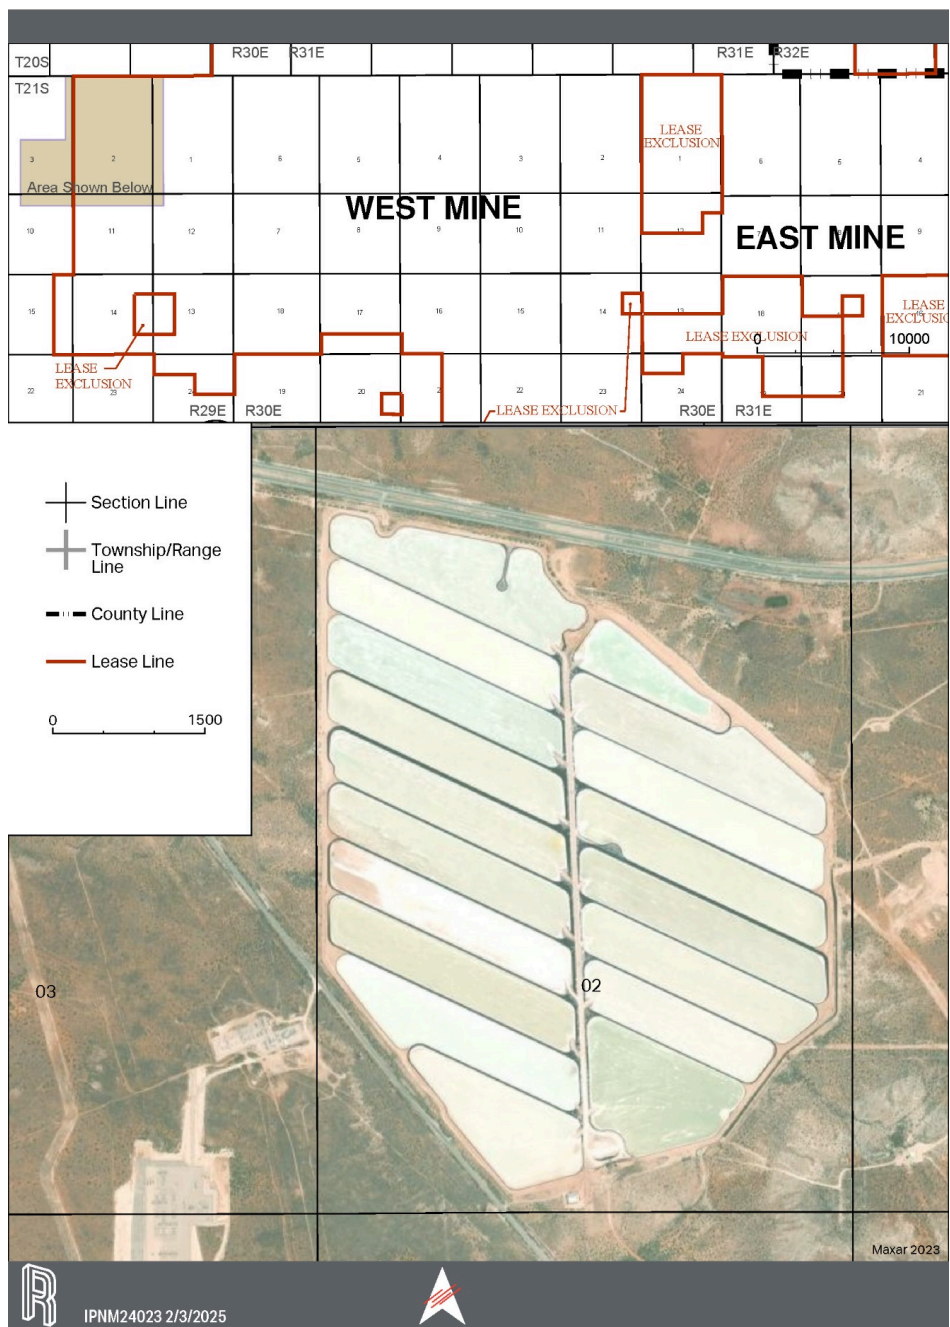 R30E R31E R31E R32E
T20S
T21S
LEASE
EXCLUSION
3 2 1 6 5 4 3 2 1 6 5 4
Area Shown Below
WEST MINE
EAST MINE
10 11 12 7 8 9 10 11 12 9
15 14 13 18 17 16 15 14 13 18
LEASE
EXCLUSION
LEASE EXCLUSION
0 10000
LEASE
EXCLUSION
22 23 24 19 20 22 23 24 21
LEASE EXCLUSION
R29E R30E R30E R31E
Section Line
Township/Range
Line
County Line
Lease Line
0 1500
03
02
Maxar 2023
R
IPNM24023 2/3/2025